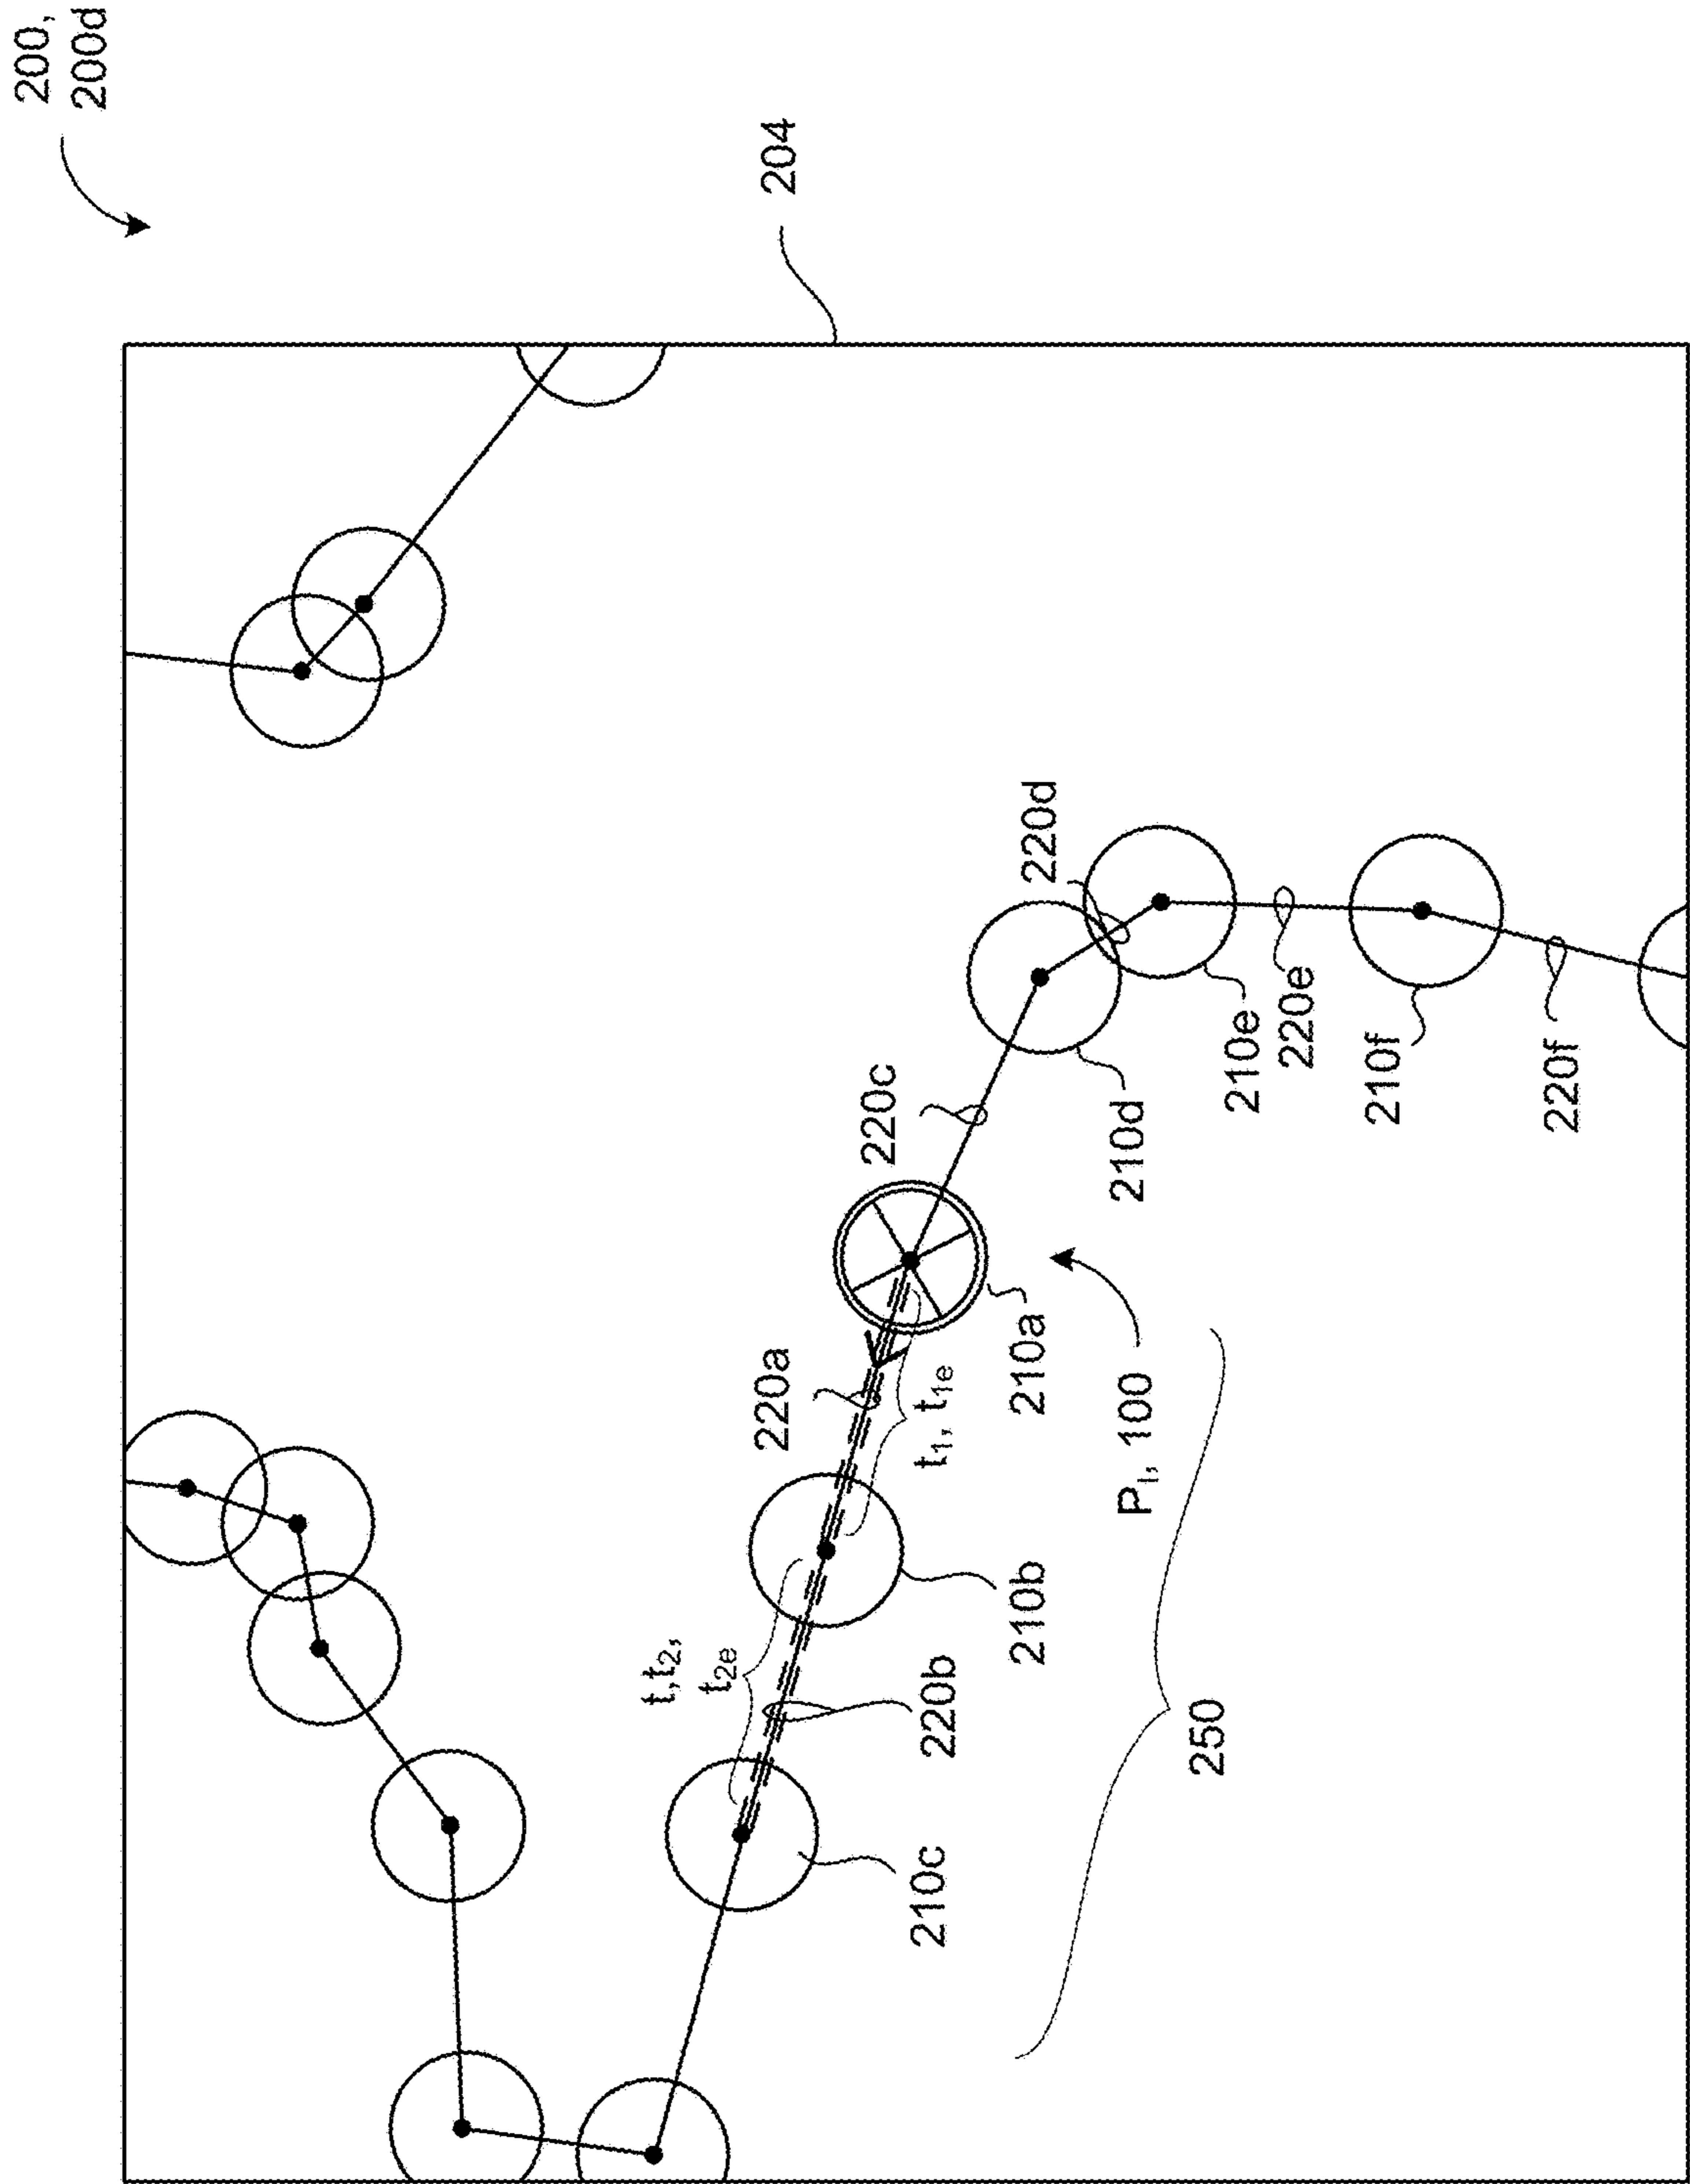 200,
200d
t,t₂,
t₂ₑ
220a
204
220c
210c
220b
t₁, t₁ₑ
210b
210a
220d
P₁, 100
210d
250
210e
220e
210f
220f